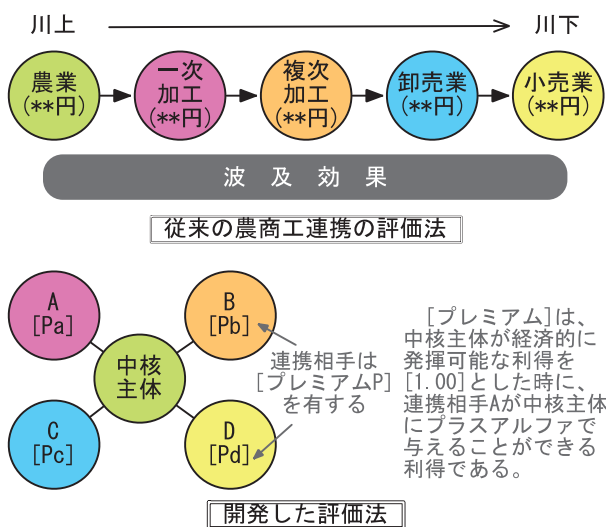 川上
川下
農業
(**円)
一次
加工
(**円)
複次
加工
(**円)
卸売業
(**円)
小売業
(**円)
波及効果
従来の農商工連携の評価法
A
[Pa]
B
[Pb]
中核
主体
C
[Pc]
D
[Pd]
連携相手は
[プレミアムP]
を有する
[プレミアム]は、
中核主体が経済的に
発揮可能な利得を
[1.00]とした時に、
連携相手Aが中核主体
にプラスアルファで
与えることができる
利得である。
開発した評価法